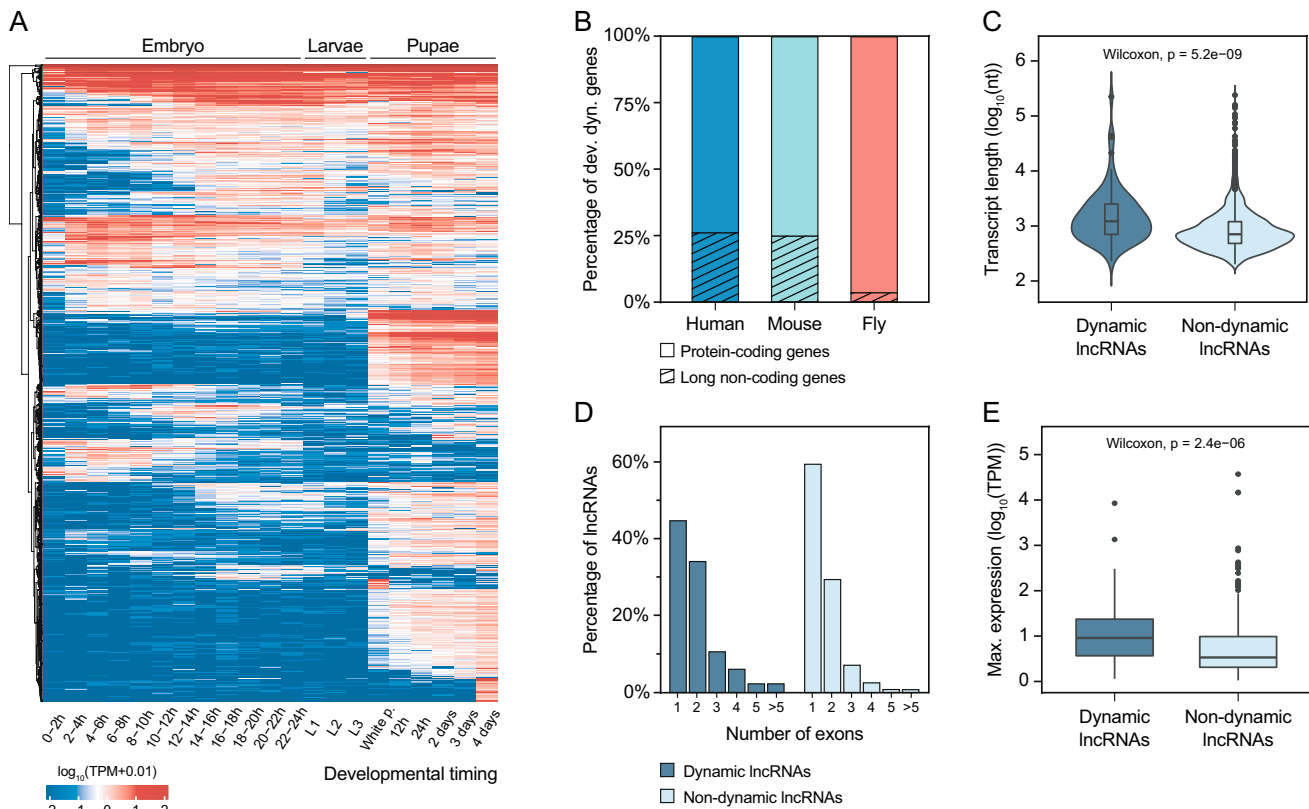 A
Embryo
Larvae
Pupae
0−2h
2−4h
4−6h
6−8h
8−10h
10−12h
12−14h
14−16h
16−18h
18−20h
20−22h
22−24h
L1
L2
L3
White p.
12h
24h
2 days
3 days
4 days
log10(TPM+0.01)
Developmental timing
B
Percentage of dev. dyn. genes
100%
75%
50%
25%
0%
Human
Mouse
Fly
Protein-coding genes
Long non-coding genes
C
Transcript length (log10(nt))
6
5
4
3
2
Wilcoxon, p = 5.2e−09
Dynamic
lncRNAs
Non-dynamic
lncRNAs
D
Percentage of lncRNAs
60%
40%
20%
0%
1
2
3
4
5
>5
1
2
3
4
5
>5
Number of exons
Dynamic lncRNAs
Non-dynamic lncRNAs
E
Max. expression (log10(TPM))
5
4
3
2
1
0
Wilcoxon, p = 2.4e−06
Dynamic
lncRNAs
Non-dynamic
lncRNAs